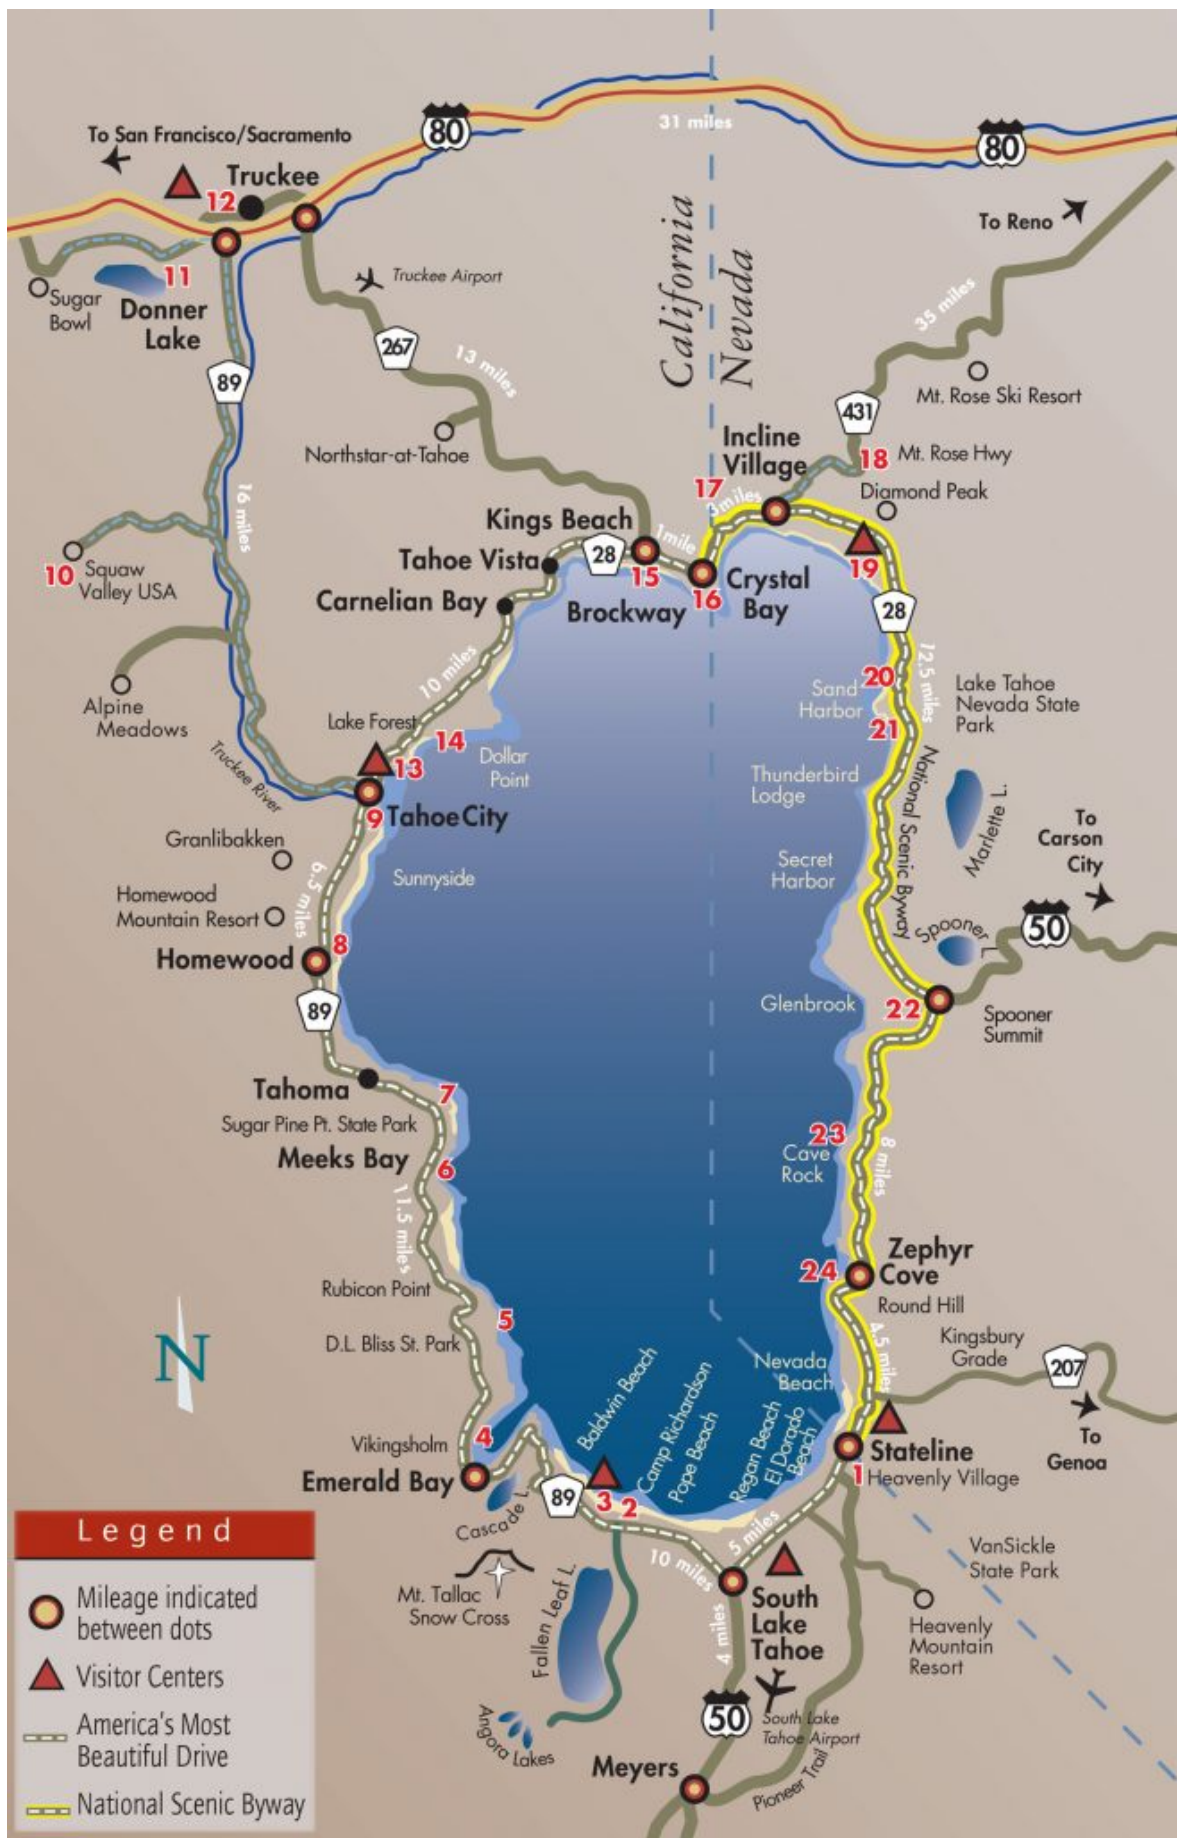 80
31 miles
80
To San Francisco/Sacramento
Truckee
12
California
Nevada
To Reno
11
Truckee Airport
Sugar
Bowl
Donner
Lake
35 miles
267
13 miles
89
Mt. Rose Ski Resort
431
Northstar-at-Tahoe
Incline
Village
18
Mt. Rose Hwy
17
3miles
Diamond Peak
16 miles
Kings Beach
1 mile
28
Tahoe Vista
10
Squaw
Valley USA
15
19
16
Crystal
Bay
Carnelian Bay
Brockway
28
12.5 miles
10 miles
20
Sand
Harbor
Lake Tahoe
Nevada State
Park
Alpine
Meadows
Lake Forest
21
14
Dollar
Point
13
Truckee River
National Scenic Byway
Thunderbird
Lodge
Marlette L.
9
Tahoe City
To
Carson
City
Granlibakken
Secret
Harbor
6.5 miles
Sunnyside
Homewood
Mountain Resort
Spooner L.
50
8
Homewood
89
Glenbrook
22
Spooner
Summit
Tahoma
7
Sugar Pine Pt. State Park
23
Cave
Rock
8 miles
Meeks Bay
6
11.5 miles
Zephyr
Cove
24
Rubicon Point
Round Hill
5
4.5 miles
Kingsbury
Grade
D.L. Bliss St. Park
N
207
Nevada
Beach
Baldwin Beach
Camp Richardson
Pope Beach
Regan Beach
El Dorado
Beach
4
Vikingsholm
Stateline
To
Genoa
Emerald Bay
1
Heavenly Village
89
3
2
Cascade L.
5 miles
10 miles
VanSickle
State Park
Mt. Tallac
Snow Cross
Fallen Leaf L.
South
Lake
Tahoe
4 miles
Heavenly
Mountain
Resort
50
South Lake
Tahoe Airport
Angora Lakes
Meyers
Pioneer Trail
Legend
Mileage indicated
between dots
Visitor Centers
America's Most
Beautiful Drive
National Scenic Byway